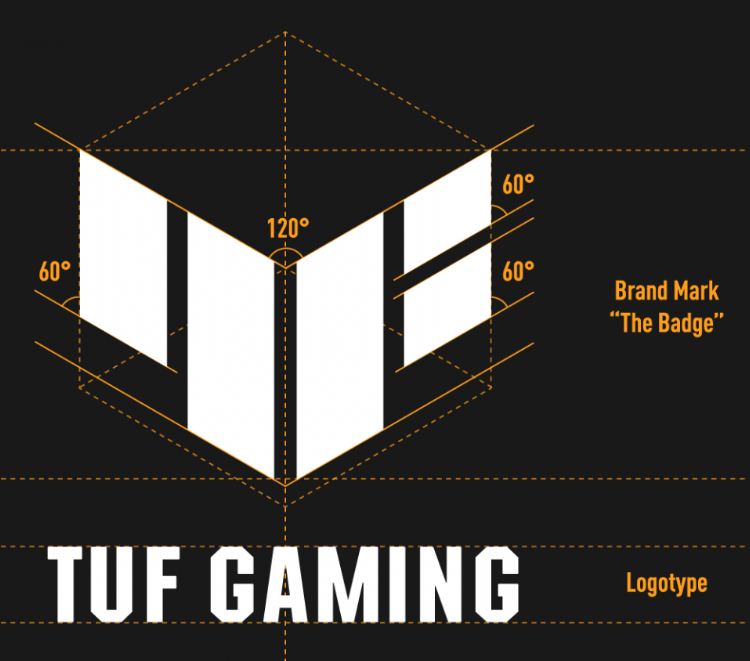 60°
120°
60°
60°
Brand Mark
“The Badge”
TUF GAMING
Logotype